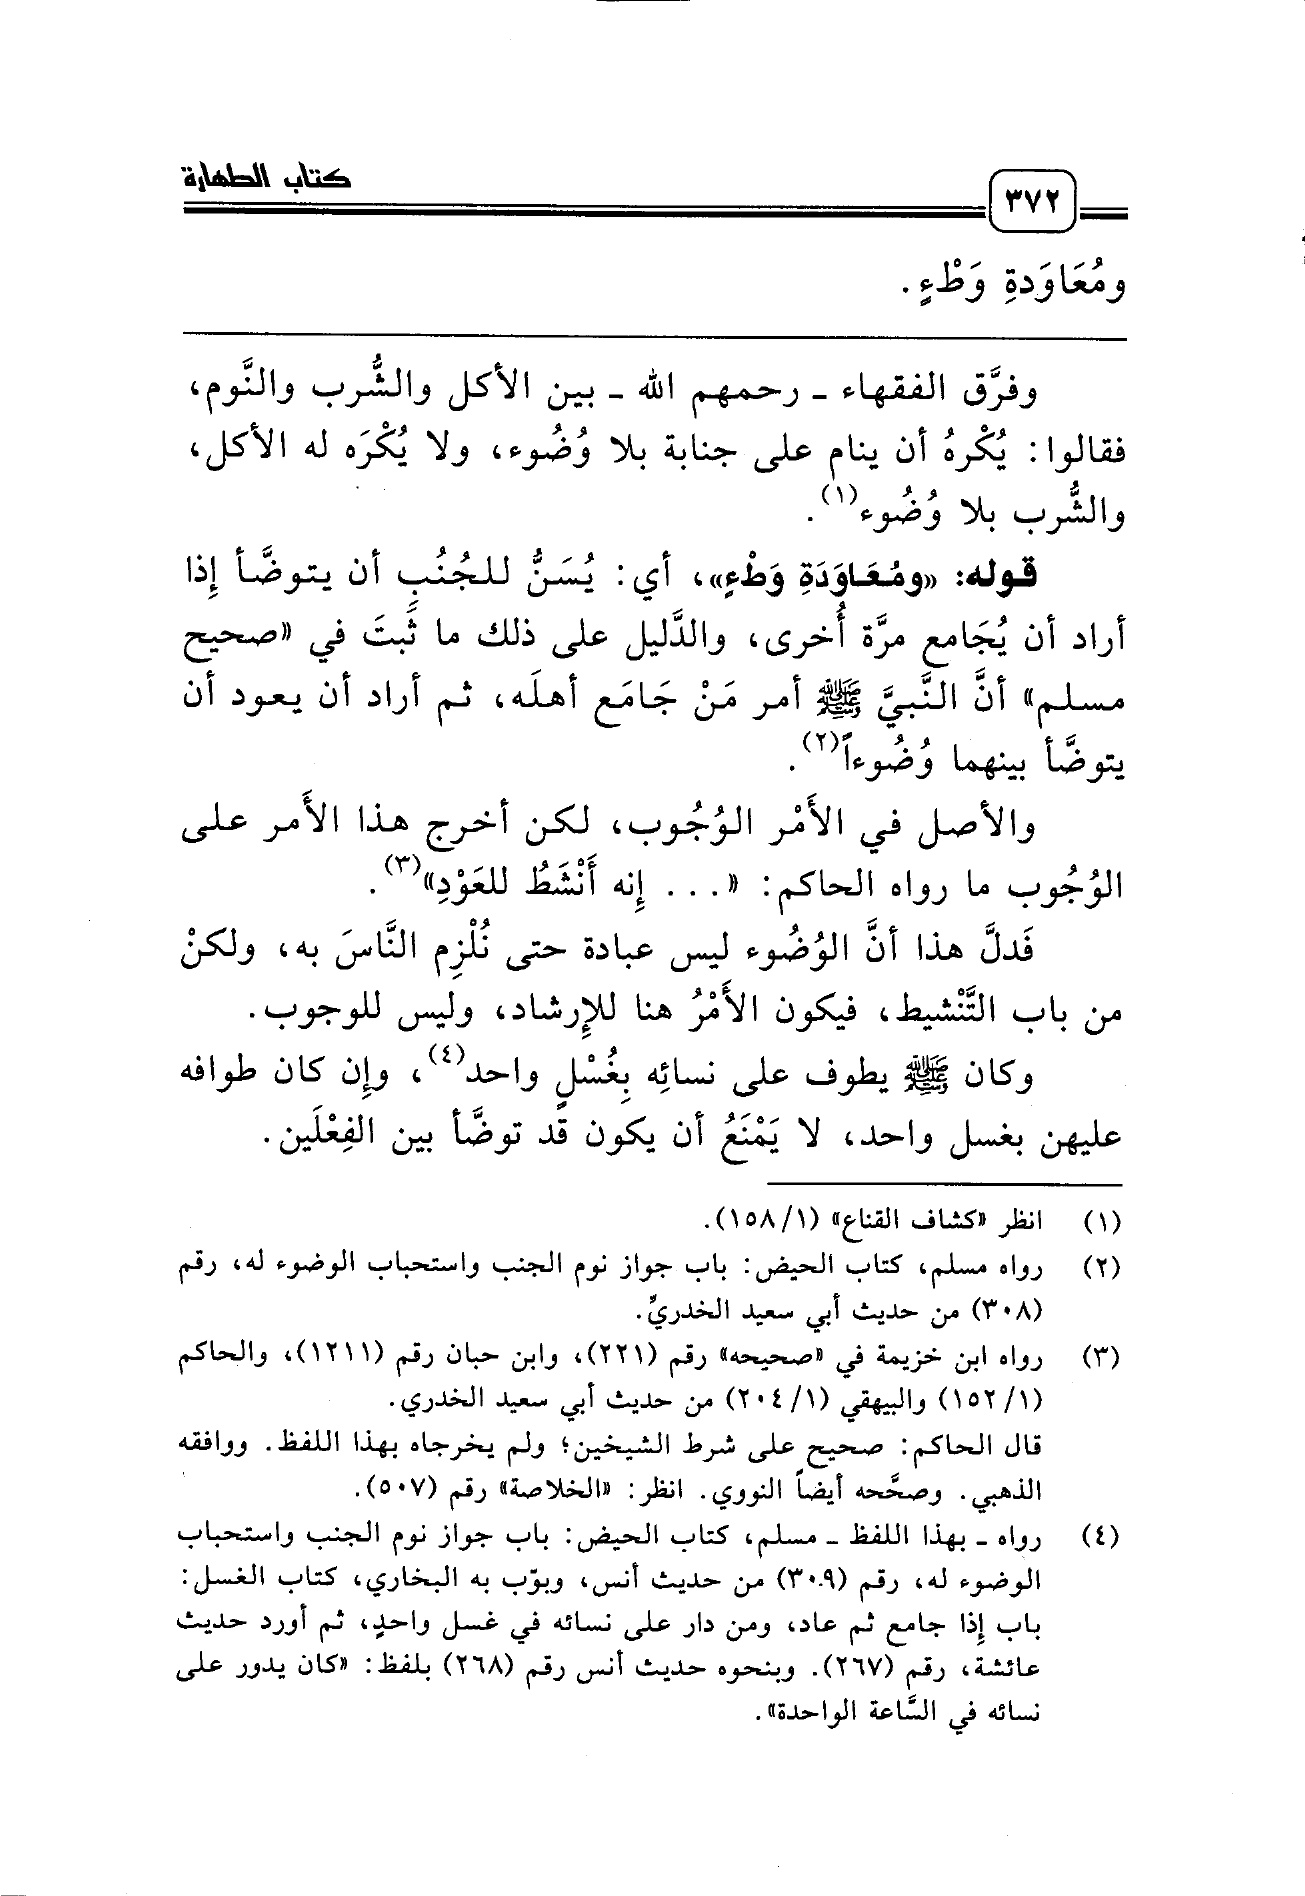 ٣٧٢
كتاب الطهارة
ومُعَاوَدةِ وَطْءٍ.
وفرَّق الفقهاء ـ رحمهم الله ـ بين الأكل والشُّرب والنَّوم،
فقالوا: يُكْرهُ أن ينام على جنابة بلا وُضُوء، ولا يُكْرَه له الأكل،
والشُّرب بلا وُضُوء(١).
قوله: «ومُعَاوَدَةِ وَطْءٍ»، أي: يُسَنُّ للجُنُبِ أن يتوضَّأ إِذا
أراد أن يُجَامع مرَّة أُخرى، والدَّليل على ذلك ما ثَبتَ في «صحيح
مسلم» أنَّ النَّبيَّ ﷺ أمر مَنْ جَامَع أهلَه، ثم أراد أن يعود أن
يتوضَّأ بينهما وُضُوءاً(٢).
والأصل في الأَمْر الوُجُوب، لكن أخرج هذا الأمر على
الوُجُوب ما رواه الحاكم: «... إِنه أَنْشَطُ للعَوْدِ»(٣).
فَدلَّ هذا أنَّ الوُضُوء ليس عبادة حتى نُلْزِم النَّاسَ به، ولكنْ
من باب التَّنْشيط، فيكون الأَمْرُ هنا للإِرشاد، وليس للوجوب.
وكان ﷺ يطوف على نسائِه بِغُسْلٍ واحد(٤)، وإِن كان طوافه
عليهن بغسل واحد، لا يَمْنَعُ أن يكون قد توضَّأ بين الفِعْلَين.
(١) انظر «كشاف القناع» (١/١٥٨).
(٢) رواه مسلم، كتاب الحيض: باب جواز نوم الجنب واستحباب الوضوء له، رقم
(٣٠٨) من حديث أبي سعيد الخدريِّ.
(٣) رواه ابن خزيمة في «صحيحه» رقم (٢٢١)، وابن حبان رقم (١٢١١)، والحاكم
(١/١٥٢) والبيهقي (١/٢٠٤) من حديث أبي سعيد الخدري.
قال الحاكم: صحيح على شرط الشيخين؛ ولم يخرجاه بهذا اللفظ. ووافقه
الذهبي. وصحَّحه أيضاً النووي. انظر: «الخلاصة» رقم (٥٠٧).
(٤) رواه ـ بهذا اللفظ ـ مسلم، كتاب الحيض: باب جواز نوم الجنب واستحباب
الوضوء له، رقم (٣٠٩) من حديث أنس، وبوّب به البخاري، كتاب الغسل:
باب إِذا جامع ثم عاد، ومن دار على نسائه في غسل واحدٍ، ثم أورد حديث
عائشة، رقم (٢٦٧). وبنحوه حديث أنس رقم (٢٦٨) بلفظ: «كان يدور على
نسائه في السَّاعة الواحدة».